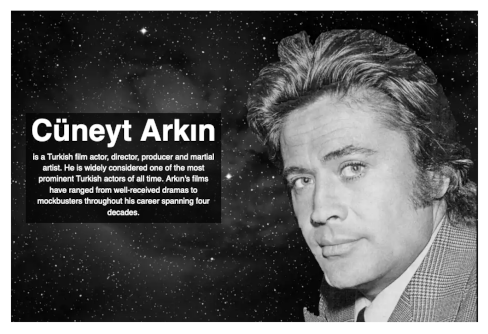 Cüneyt Arkın
is a Turkish film actor, director, producer and martial
artist. He is widely considered one of the most
prominent Turkish actors of all time. Arkın's films
have ranged from well-received dramas to
mockbusters throughout his career spanning four
decades.